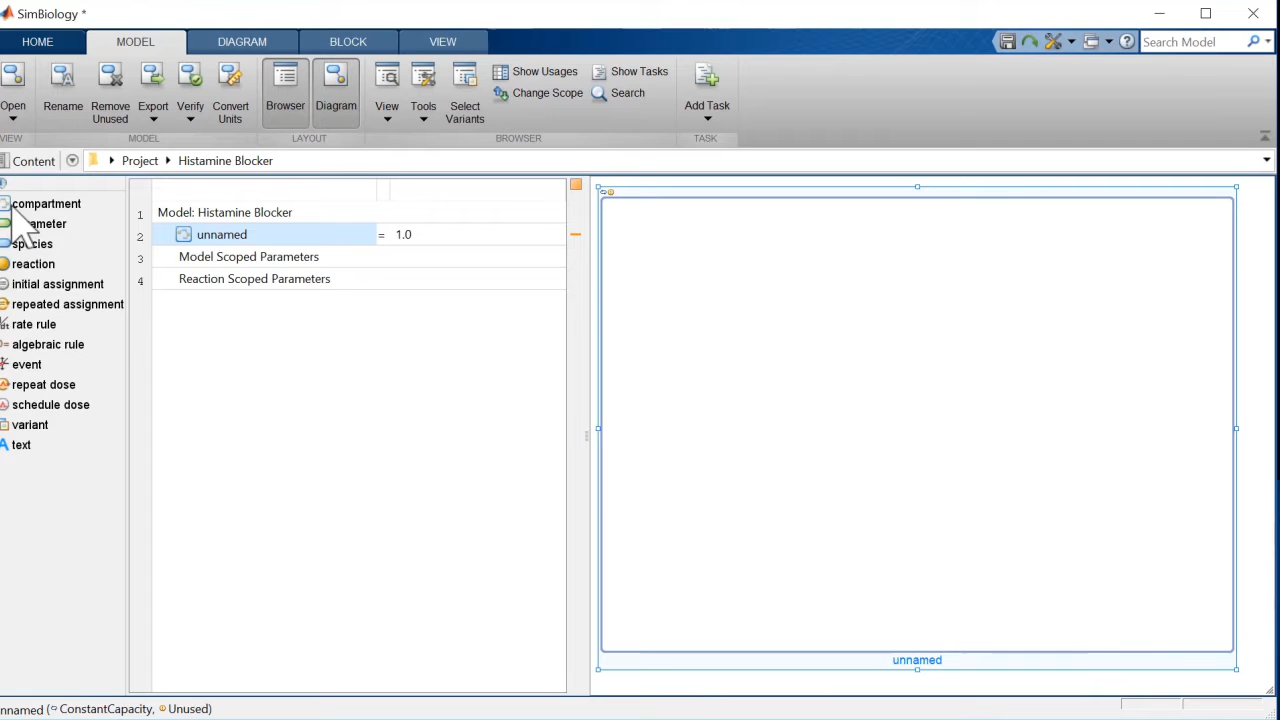 SimBiology *
HOME MODEL DIAGRAM BLOCK VIEW Search Model
Open Rename Remove Unused Export Verify Convert Units Browser Diagram View Tools Select Variants Show Usages Change Scope Show Tasks Search Add Task
VIEW MODEL LAYOUT BROWSER TASK
Content Project Histamine Blocker
compartment
species
reaction
initial assignment
repeated assignment
rate rule
algebraic rule
event
repeat dose
schedule dose
variant
text
1 Model: Histamine Blocker
2 unnamed = 1.0
3 Model Scoped Parameters
4 Reaction Scoped Parameters
unnamed
unnamed ( ConstantCapacity, Unused)